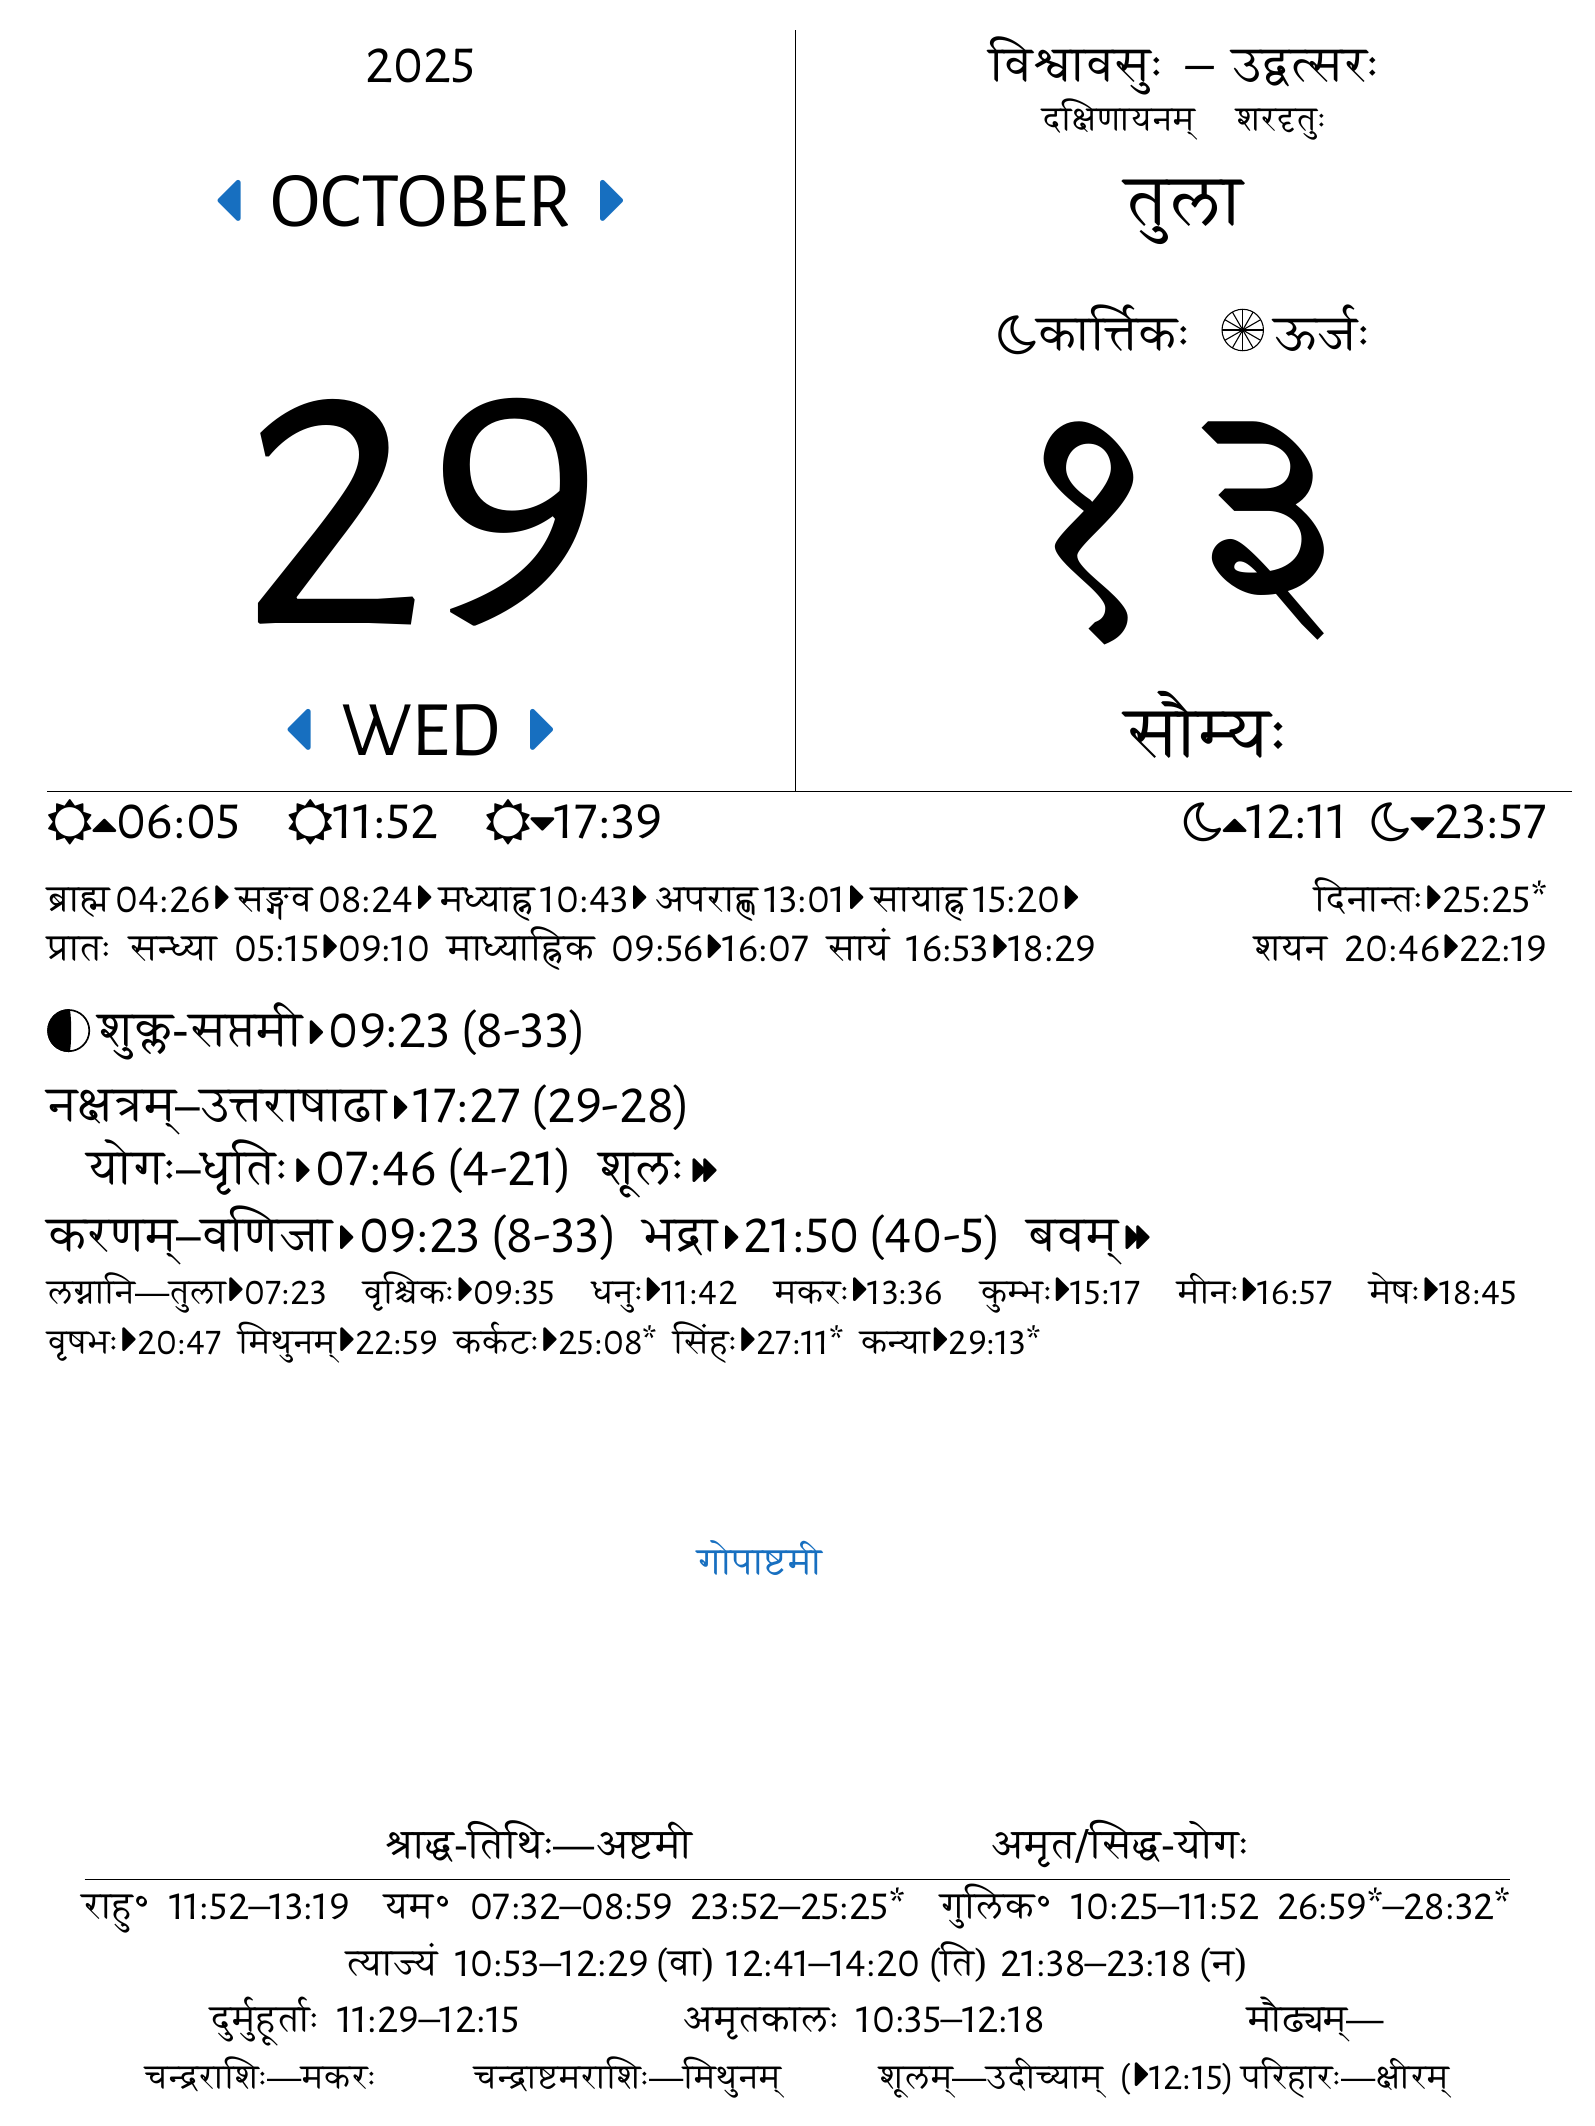 2025
OCTOBER
29
WED
विश्वावसुः – उद्वत्सरः
दक्षिणायनम् शरदृतुः
तुला
कार्त्तिकः ऊर्जः
१३
सौम्यः
06:05 11:52 17:39 12:11 23:57
ब्राह्म 04:26 सङ्गव 08:24 मध्याह्न 10:43 अपराह्ण 13:01 सायाह्न 15:20 दिनान्तः 25:25*
प्रातः सन्ध्या 05:15 09:10 माध्याह्निक 09:56 16:07 सायं 16:53 18:29 शयन 20:46 22:19
शुक्ल-सप्तमी 09:23 (8-33)
नक्षत्रम्–उत्तराषाढा 17:27 (29-28)
योगः–धृतिः 07:46 (4-21) शूलः
करणम्–वणिजा 09:23 (8-33) भद्रा 21:50 (40-5) बवम्
लग्नानि—तुला 07:23 वृश्चिकः 09:35 धनुः 11:42 मकरः 13:36 कुम्भः 15:17 मीनः 16:57 मेषः 18:45
वृषभः 20:47 मिथुनम् 22:59 कर्कटः 25:08* सिंहः 27:11* कन्या 29:13*
गोपाष्टमी
श्राद्ध-तिथिः—अष्टमी अमृत/सिद्ध-योगः
राहु॰ 11:52–13:19 यम॰ 07:32–08:59 23:52–25:25* गुलिक॰ 10:25–11:52 26:59*–28:32*
त्याज्यं 10:53–12:29 (वा) 12:41–14:20 (ति) 21:38–23:18 (न)
दुर्मुहूर्ताः 11:29–12:15 अमृतकालः 10:35–12:18 मौढ्यम्—
चन्द्रराशिः—मकरः चन्द्राष्टमराशिः—मिथुनम् शूलम्—उदीच्याम् (12:15) परिहारः—क्षीरम्